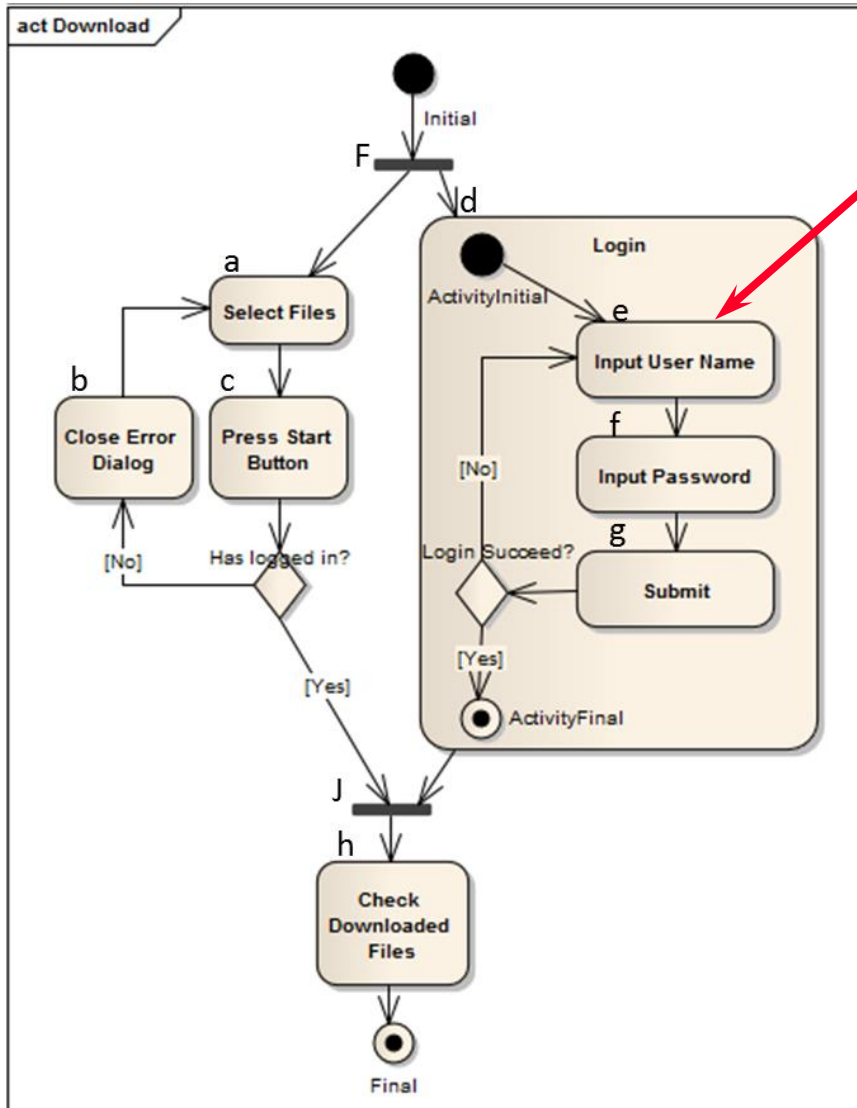 act Download
Initial
F
d
Login
ActivityInitial
a
Select Files
e
Input User Name
b
Close Error
Dialog
c
Press Start
Button
f
Input Password
[No]
g
Submit
Login Succeed?
Has logged in?
[No]
[Yes]
[Yes]
ActivityFinal
J
h
Check
Downloaded
Files
Final